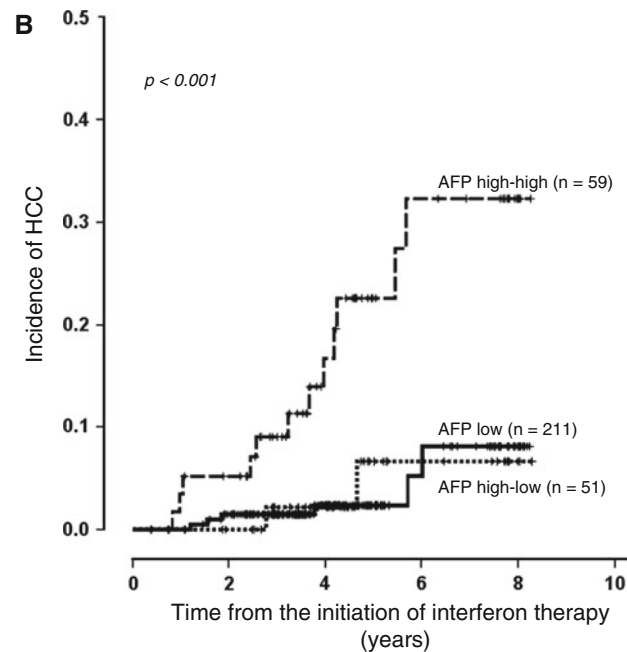 B
0.5
p < 0.001
0.4
AFP high-high (n = 59)
0.3
Incidence of HCC
0.2
0.1
AFP low (n = 211)
AFP high-low (n = 51)
0.0
0 2 4 6 8 10
Time from the initiation of interferon therapy
(years)